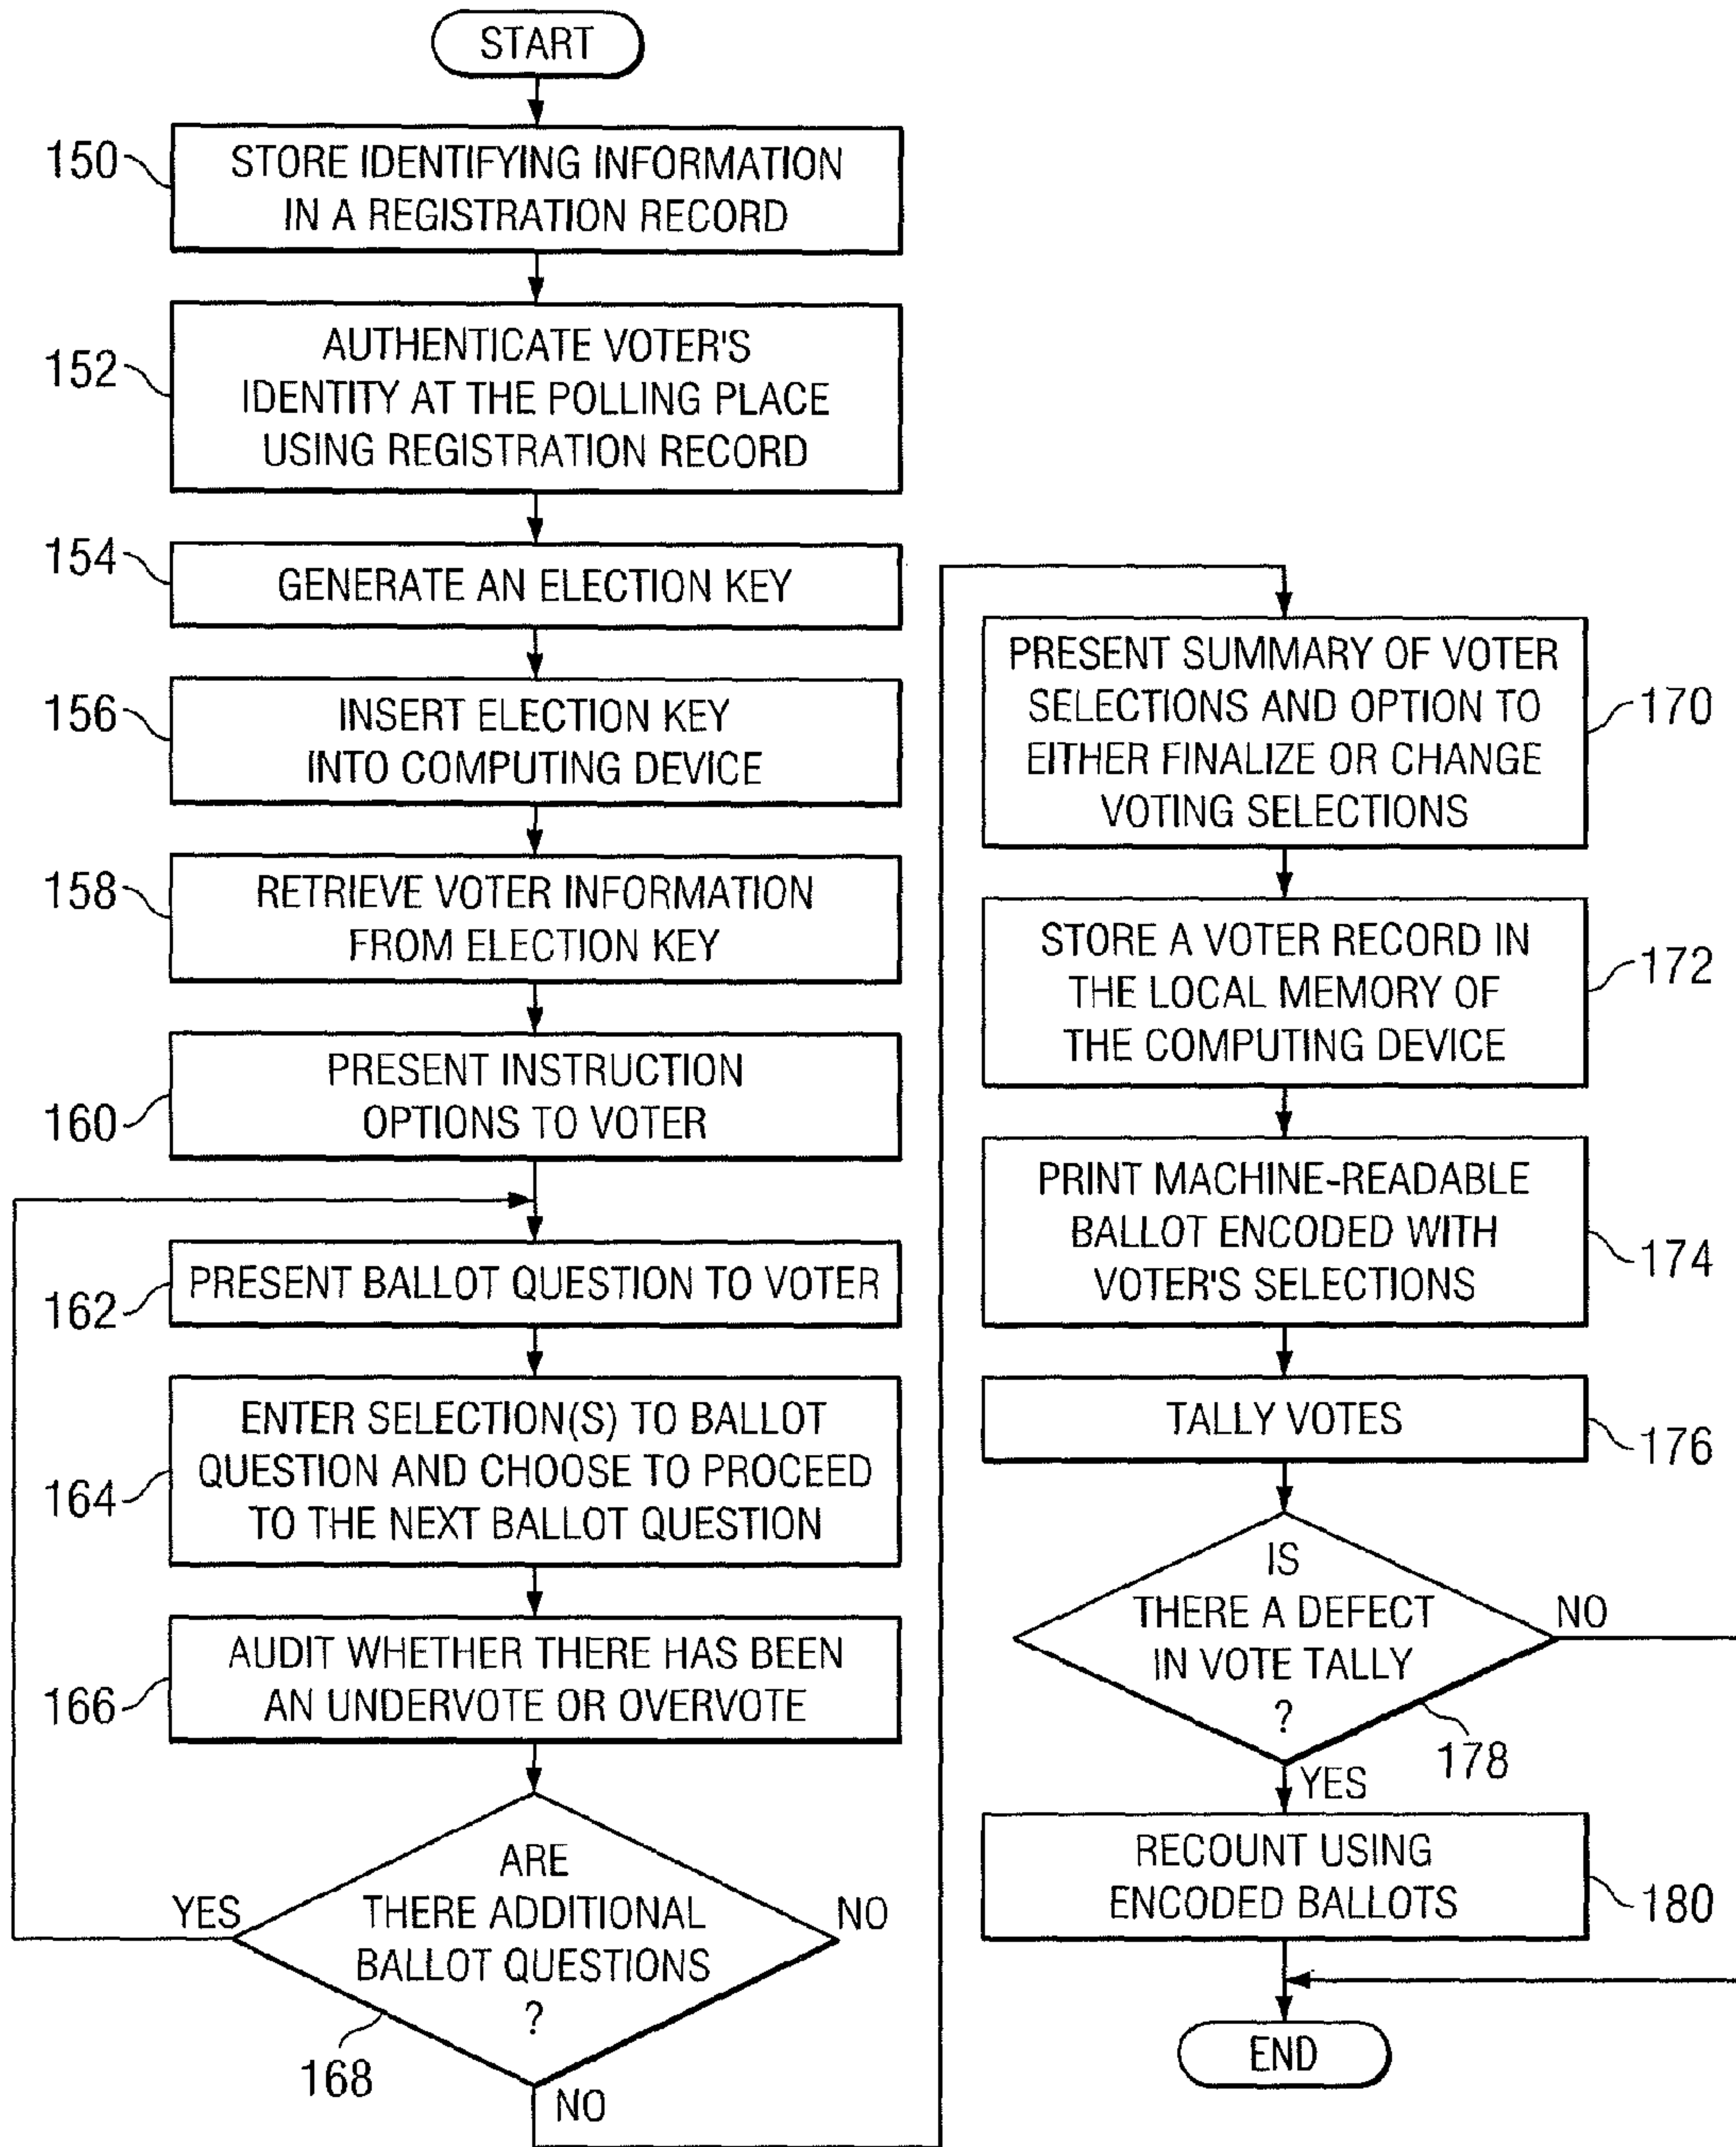 START
150
STORE IDENTIFYING INFORMATION
IN A REGISTRATION RECORD
152
AUTHENTICATE VOTER'S
IDENTITY AT THE POLLING PLACE
USING REGISTRATION RECORD
154
GENERATE AN ELECTION KEY
156
INSERT ELECTION KEY
INTO COMPUTING DEVICE
158
RETRIEVE VOTER INFORMATION
FROM ELECTION KEY
160
PRESENT INSTRUCTION
OPTIONS TO VOTER
162
PRESENT BALLOT QUESTION TO VOTER
164
ENTER SELECTION(S) TO BALLOT
QUESTION AND CHOOSE TO PROCEED
TO THE NEXT BALLOT QUESTION
166
AUDIT WHETHER THERE HAS BEEN
AN UNDERVOTE OR OVERVOTE
YES
ARE
THERE ADDITIONAL
BALLOT QUESTIONS
?
NO
168
NO
PRESENT SUMMARY OF VOTER
SELECTIONS AND OPTION TO
EITHER FINALIZE OR CHANGE
VOTING SELECTIONS
170
STORE A VOTER RECORD IN
THE LOCAL MEMORY OF
THE COMPUTING DEVICE
172
PRINT MACHINE-READABLE
BALLOT ENCODED WITH
VOTER'S SELECTIONS
174
TALLY VOTES
176
IS
THERE A DEFECT
IN VOTE TALLY
?
NO
178
YES
RECOUNT USING
ENCODED BALLOTS
180
END